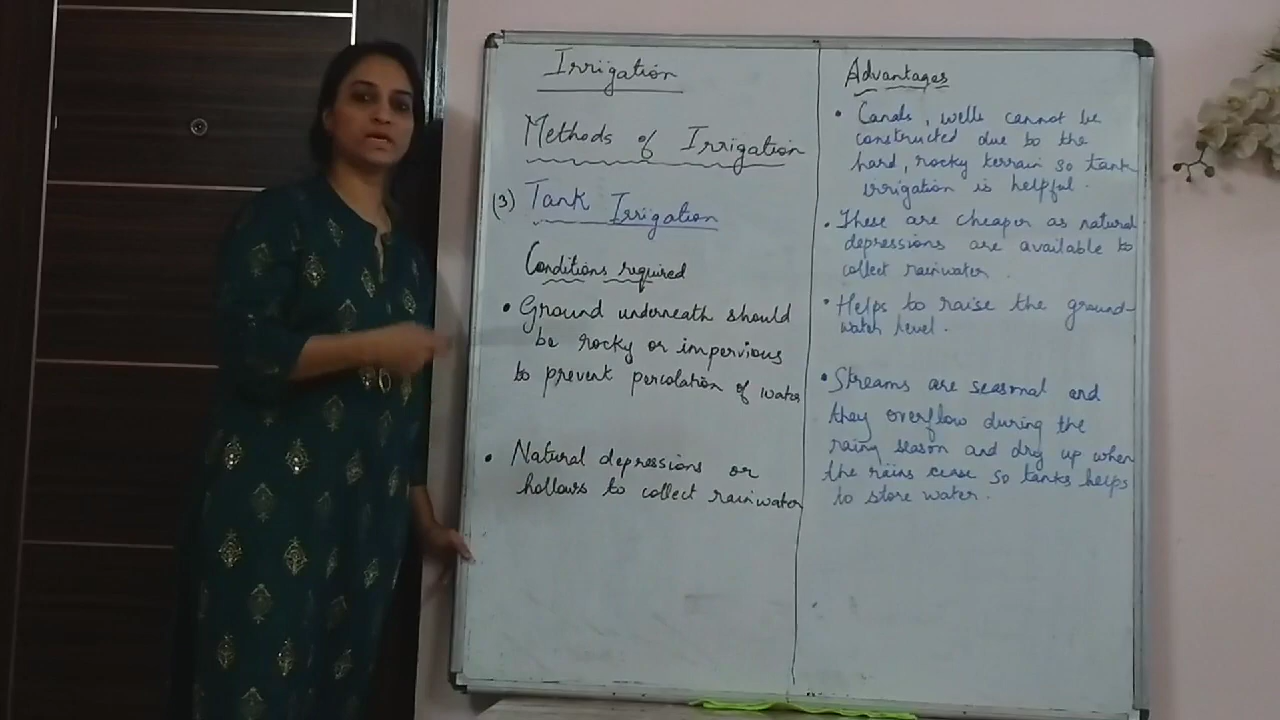 Irrigation
Methods of Irrigation
(3) Tank Irrigation
Conditions required
• Ground underneath should
be rocky or impervious
to prevent percolation of water
• Natural depressions or
hollows to collect rainwater
Advantages
• Canals, wells cannot be
constructed due to the
hard, rocky terrain so tank
irrigation is helpful.
• These are cheaper as natural
depressions are available to
collect rainwater.
• Helps to raise the ground-
water level.
• Streams are seasonal and
they overflow during the
rainy season and dry up when
the rains cease so tanks helps
to store water.